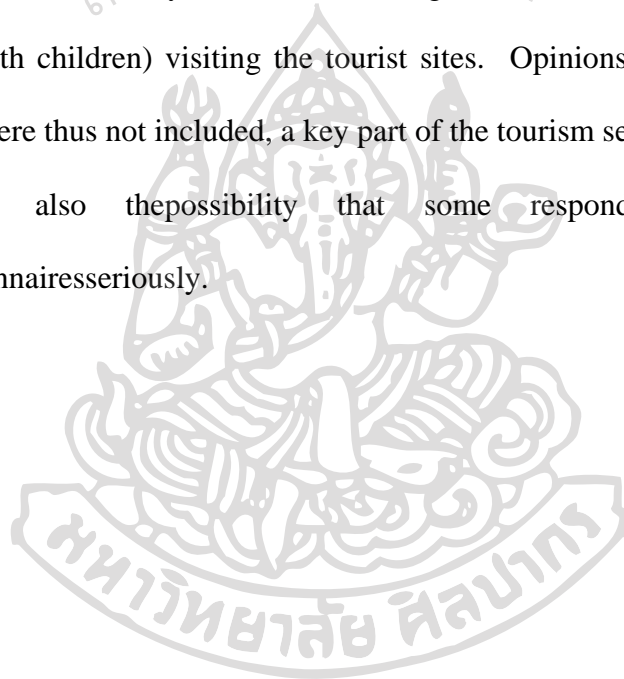 th children) visiting the tourist sites. Opinions
ere thus not included, a key part of the tourism se
also thepossibility that some respond
nnairesseriously.
มหาวิทยาลัย ศิลปากร